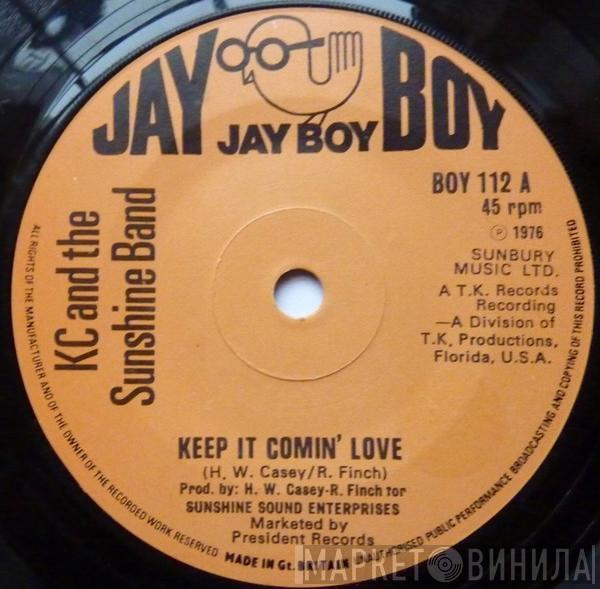 JAY BOY
JAY BOY
KC and the
Sunshine Band
BOY 112 A
45 rpm
Ⓟ 1976
SUNBURY
MUSIC LTD.
A T.K. Records
Recording
—A Division of
T.K. Productions,
Florida, U.S.A.
KEEP IT COMIN' LOVE
(H. W. Casey/R. Finch)
Prod. by: H. W. Casey-R. Finch for
SUNSHINE SOUND ENTERPRISES
Marketed by
President Records
ALL RIGHTS OF THE MANUFACTURER AND OF THE OWNER OF THE RECORDED WORK RESERVED
MADE IN Gt. BRITAIN
UNAUTHORISED PUBLIC PERFORMANCE BROADCASTING AND COPYING OF THIS RECORD PROHIBITED
МАРКЕТ ВИНИЛА